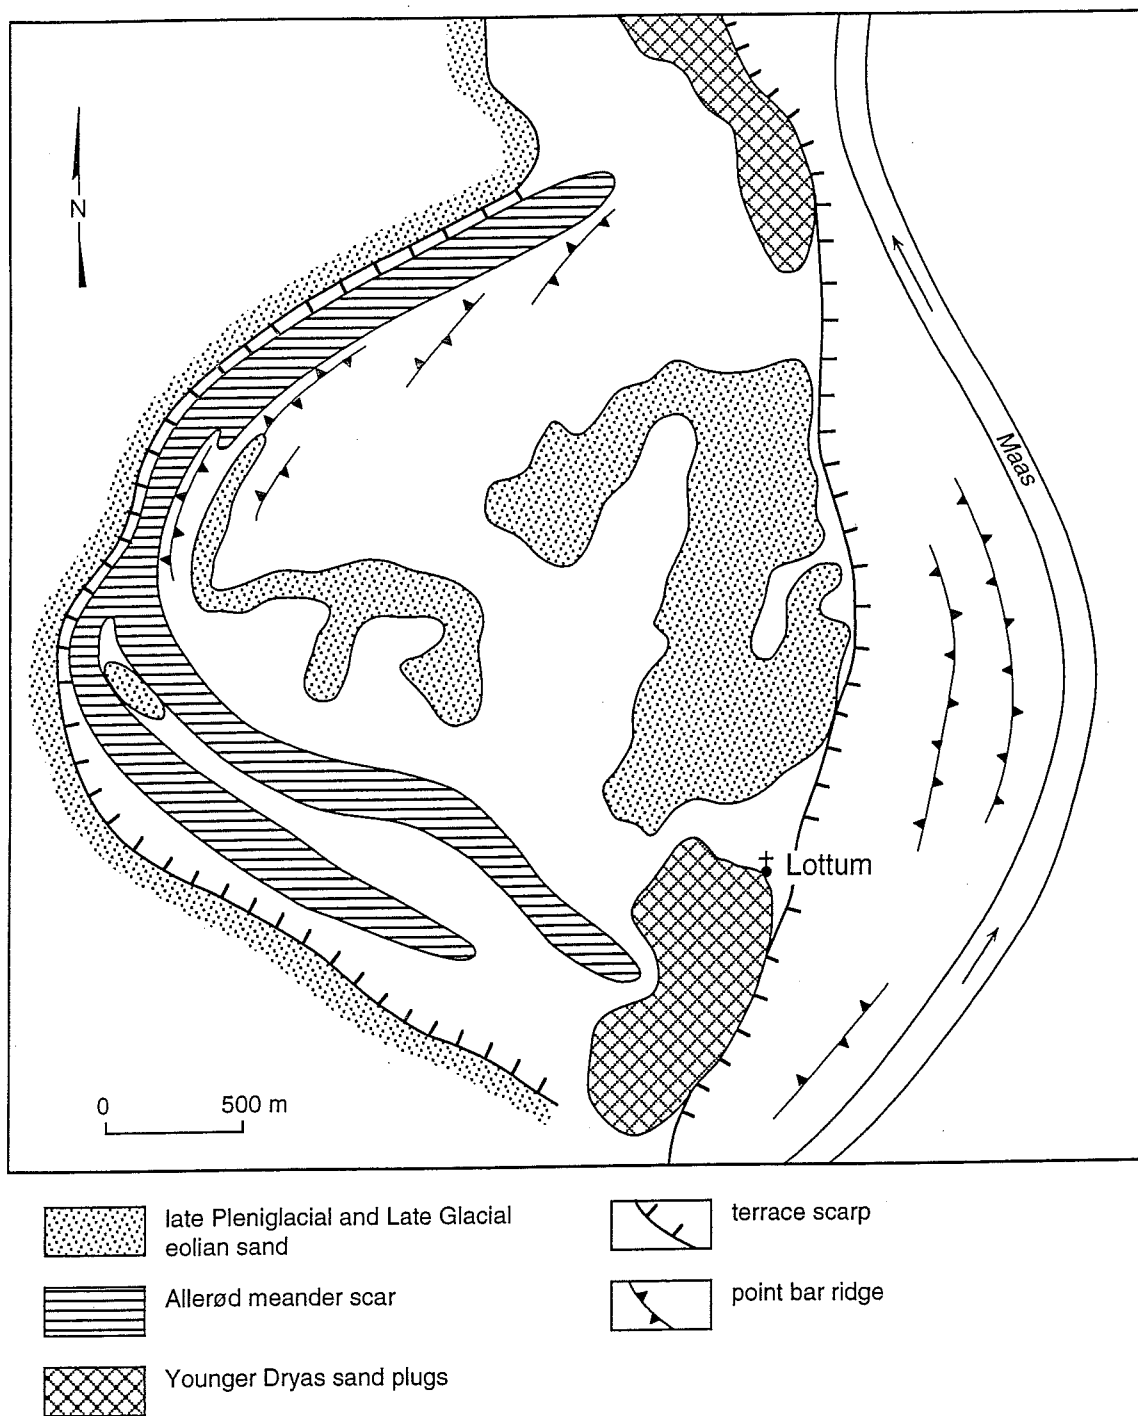 N
Maas
Lottum
0 500 m
late Pleniglacial and Late Glacial
eolian sand
Allerød meander scar
Younger Dryas sand plugs
terrace scarp
point bar ridge